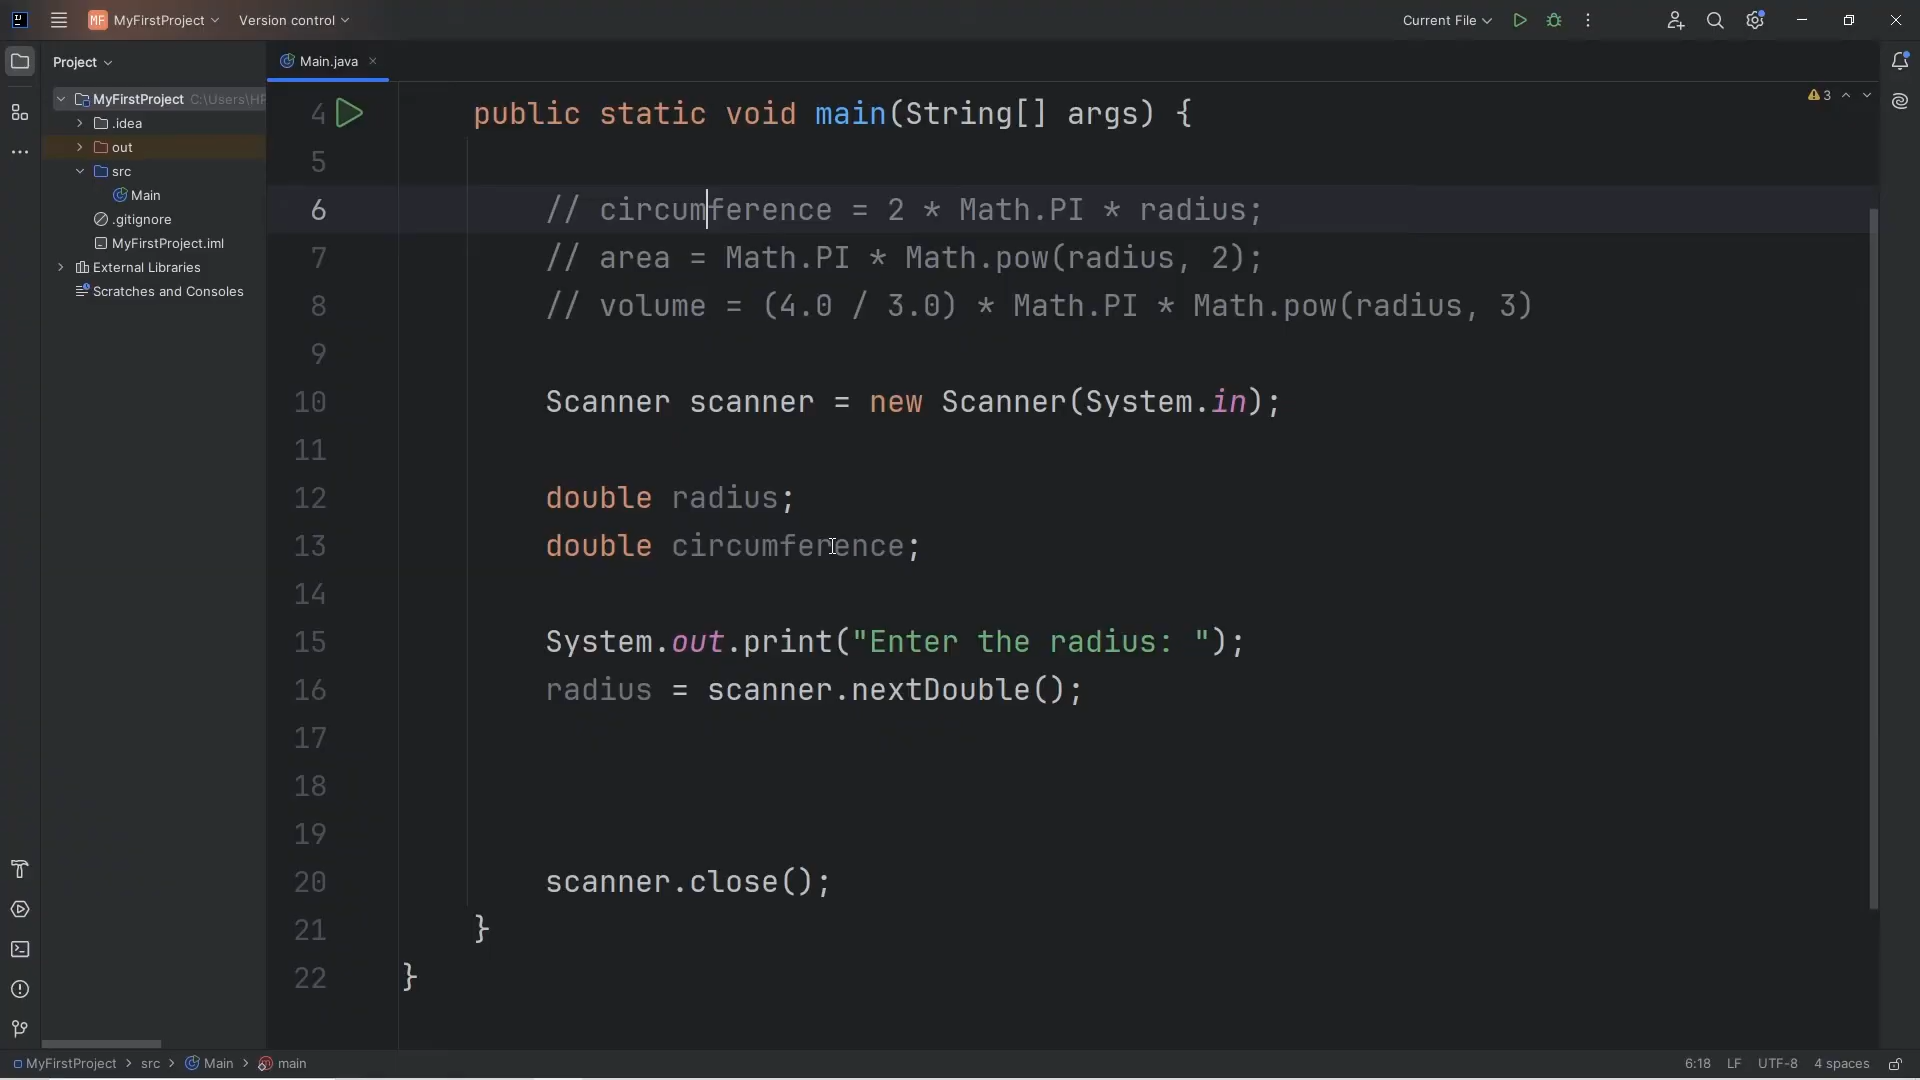 MF MyFirstProject Version control Current File
Project
Main.java
MyFirstProject C:\Users\HP
.idea
out
src
Main
.gitignore
MyFirstProject.iml
External Libraries
Scratches and Consoles
3
4 public static void main(String[] args) {
5
6 // circumference = 2 * Math.PI * radius;
7 // area = Math.PI * Math.pow(radius, 2);
8 // volume = (4.0 / 3.0) * Math.PI * Math.pow(radius, 3)
9
10 Scanner scanner = new Scanner(System.in);
11
12 double radius;
13 double circumference;
14
15 System.out.print("Enter the radius: ");
16 radius = scanner.nextDouble();
17
18
19
20 scanner.close();
21 }
22 }
MyFirstProject > src > Main > main 6:18 LF UTF-8 4 spaces